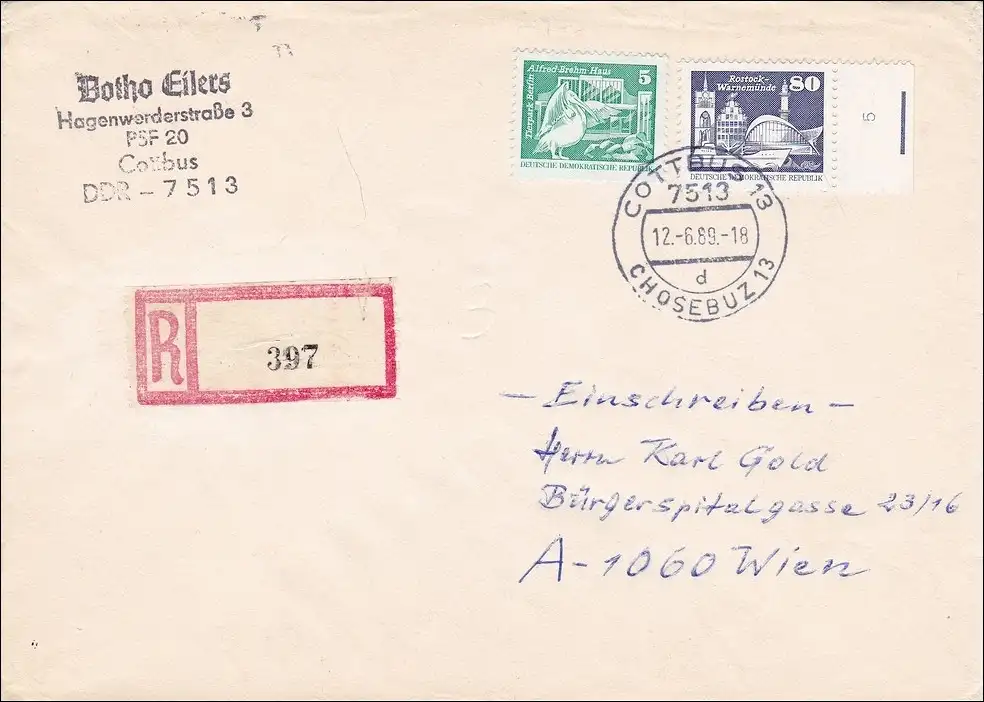 Botho Eilers
Hagenwerderstraße 3
PSF 20
Cottbus
DDR – 7513
Tierpark Berlin
Alfred-Brehm-Haus
5
DEUTSCHE DEMOKRATISCHE REPUBLIK
Rostock-
Warnemünde
80
DEUTSCHE DEMOKRATISCHE REPUBLIK
5
COTTBUS 13
7513
12.-6.89.-18
d
CHOSEBUZ 13
R
397
– Einschreiben –
Herrn Karl Gold
Bürgerspitalgasse 23/16
A-1060 Wien